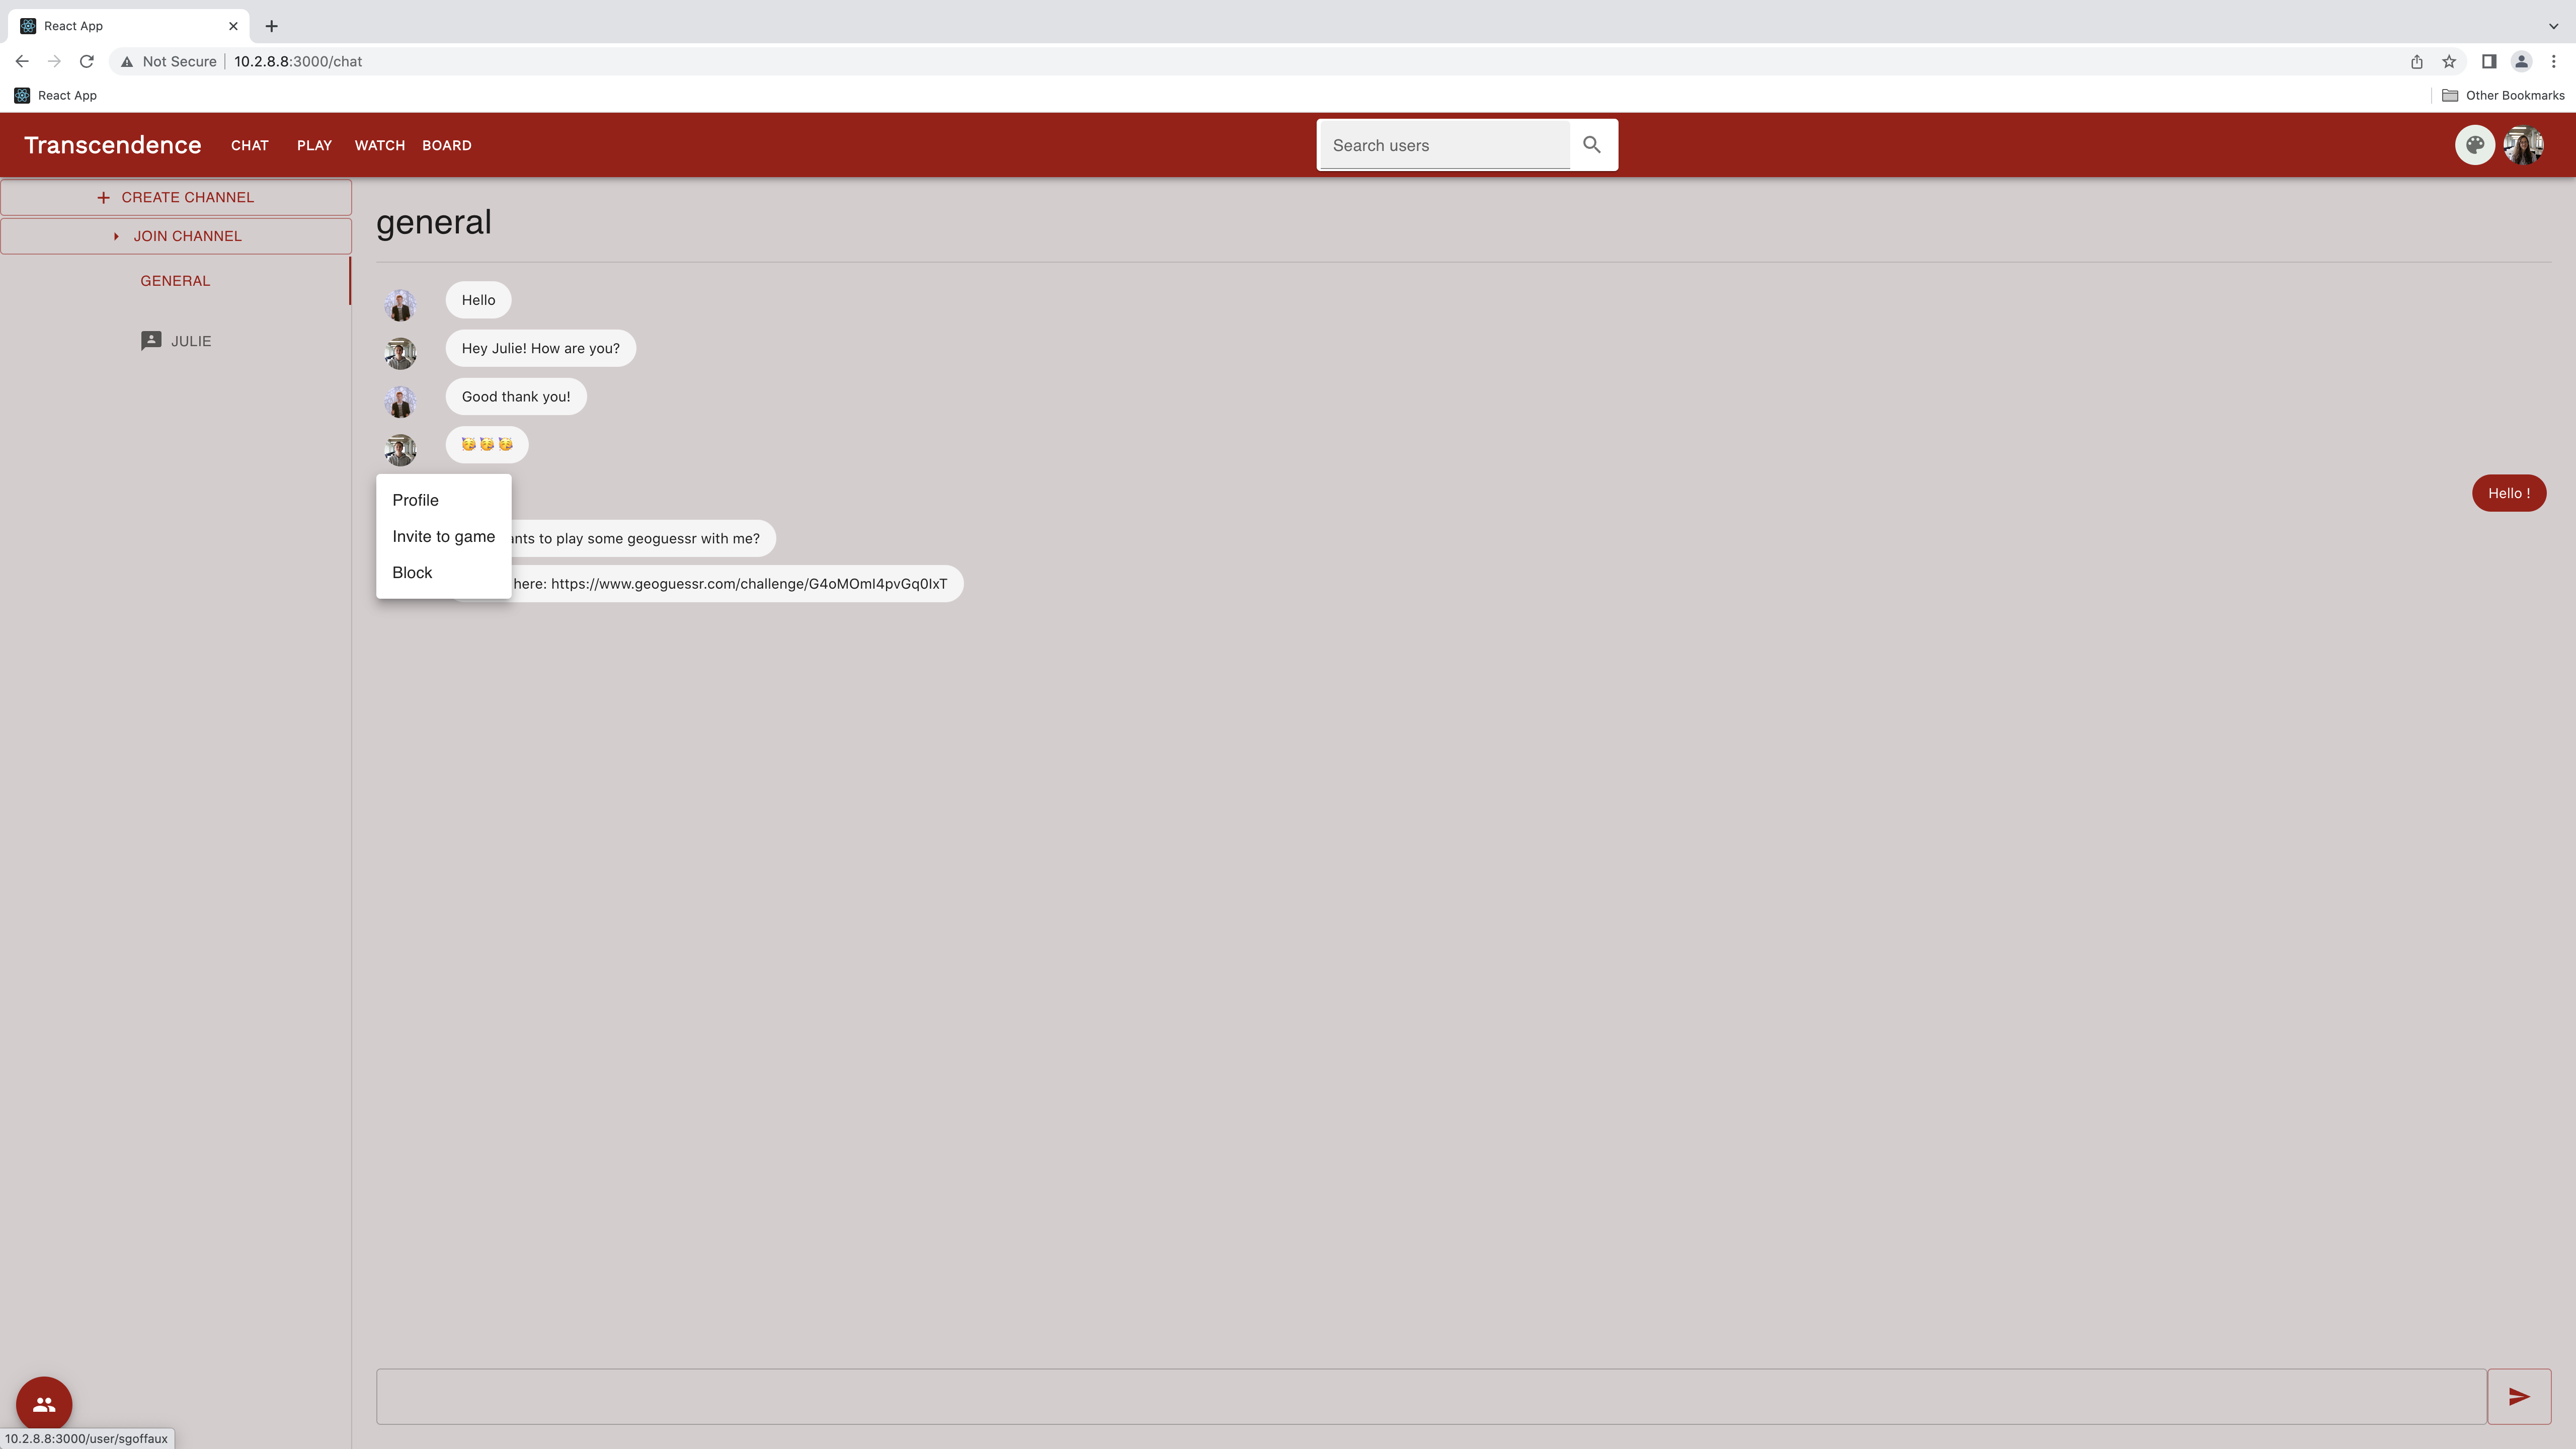 React App
Not Secure 10.2.8.8:3000/chat
React App
Other Bookmarks
Transcendence CHAT PLAY WATCH BOARD Search users
CREATE CHANNEL
JOIN CHANNEL
GENERAL
JULIE
general
Hello
Hey Julie! How are you?
Good thank you!
🥳🥳🥳
Hello !
Profile
Invite to game
Block
to play some geoguessr with me?
here: https://www.geoguessr.com/challenge/G4oMOmI4pvGq0IxT
10.2.8.8:3000/user/sgoffaux